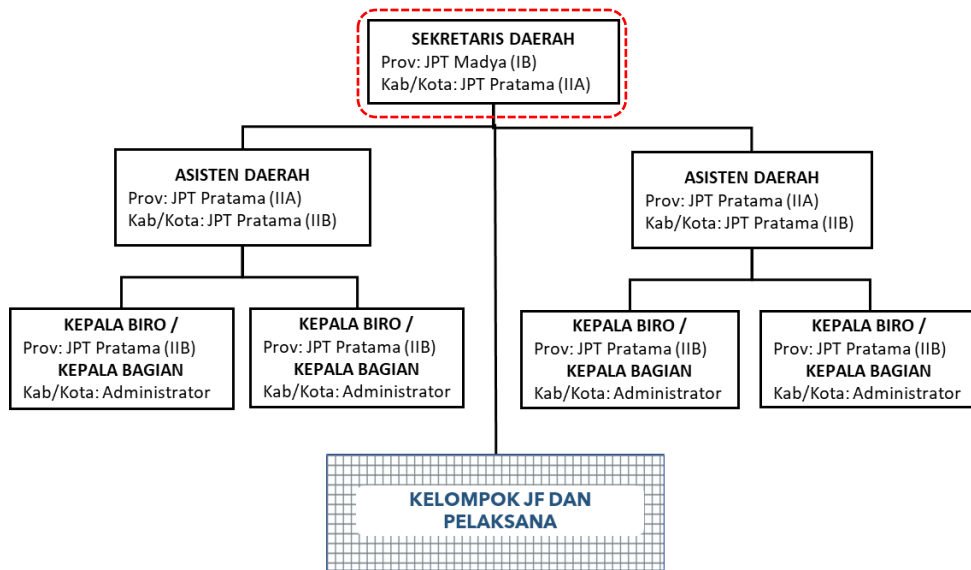 SEKRETARIS DAERAH
Prov: JPT Madya (IB)
Kab/Kota: JPT Pratama (IIA)
ASISTEN DAERAH
Prov: JPT Pratama (IIA)
Kab/Kota: JPT Pratama (IIB)
ASISTEN DAERAH
Prov: JPT Pratama (IIA)
Kab/Kota: JPT Pratama (IIB)
KEPALA BIRO /
Prov: JPT Pratama (IIB)
KEPALA BAGIAN
Kab/Kota: Administrator
KEPALA BIRO /
Prov: JPT Pratama (IIB)
KEPALA BAGIAN
Kab/Kota: Administrator
KEPALA BIRO /
Prov: JPT Pratama (IIB)
KEPALA BAGIAN
Kab/Kota: Administrator
KEPALA BIRO /
Prov: JPT Pratama (IIB)
KEPALA BAGIAN
Kab/Kota: Administrator
KELOMPOK JF DAN
PELAKSANA